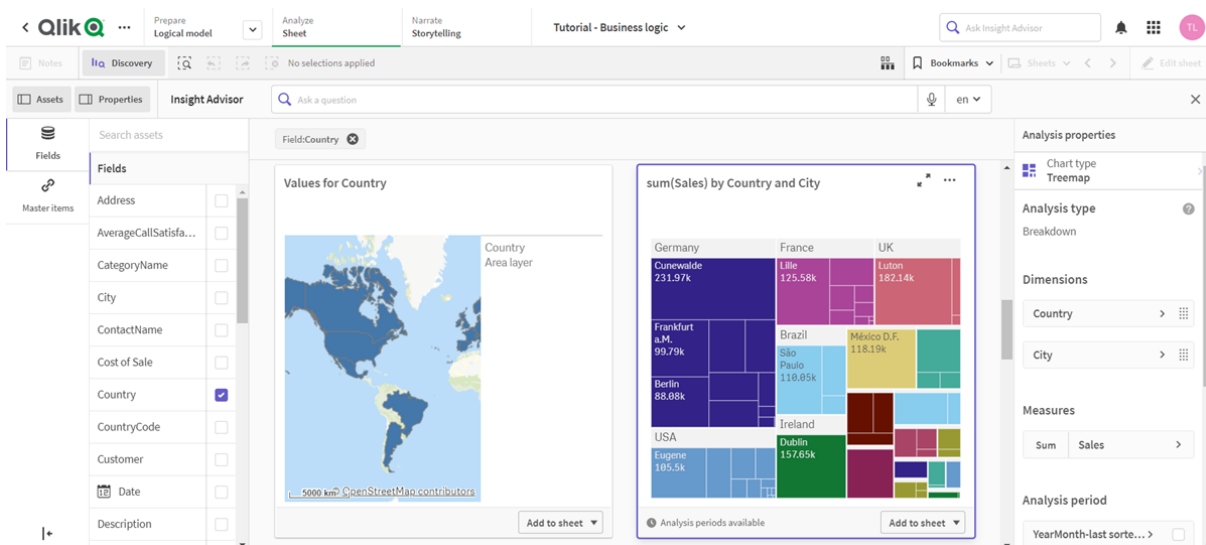 Qlik
Prepare
Logical model
Analyze
Sheet
Narrate
Storytelling
Tutorial - Business logic
Ask Insight Advisor
TL
Notes
Discovery
No selections applied
Bookmarks
Sheets
Edit sheet
Assets
Properties
Insight Advisor
Ask a question
en
Fields
Master items
Search assets
Fields
Address
AverageCallSatisfa...
CategoryName
City
ContactName
Cost of Sale
Country
CountryCode
Customer
Date
Description
Field:Country
Values for Country
Country
Area layer
5000 km
© OpenStreetMap contributors
Add to sheet
sum(Sales) by Country and City
Germany
Cunewalde
231.97k
Frankfurt
a.M.
99.79k
Berlin
88.08k
USA
Eugene
105.5k
France
Lille
125.58k
UK
Luton
182.14k
Brazil
São
Paulo
110.05k
México D.F.
118.19k
Ireland
Dublin
157.65k
Analysis periods available
Add to sheet
Analysis properties
Chart type
Treemap
Analysis type
Breakdown
Dimensions
Country
City
Measures
Sum
Sales
Analysis period
YearMonth-last sorte...